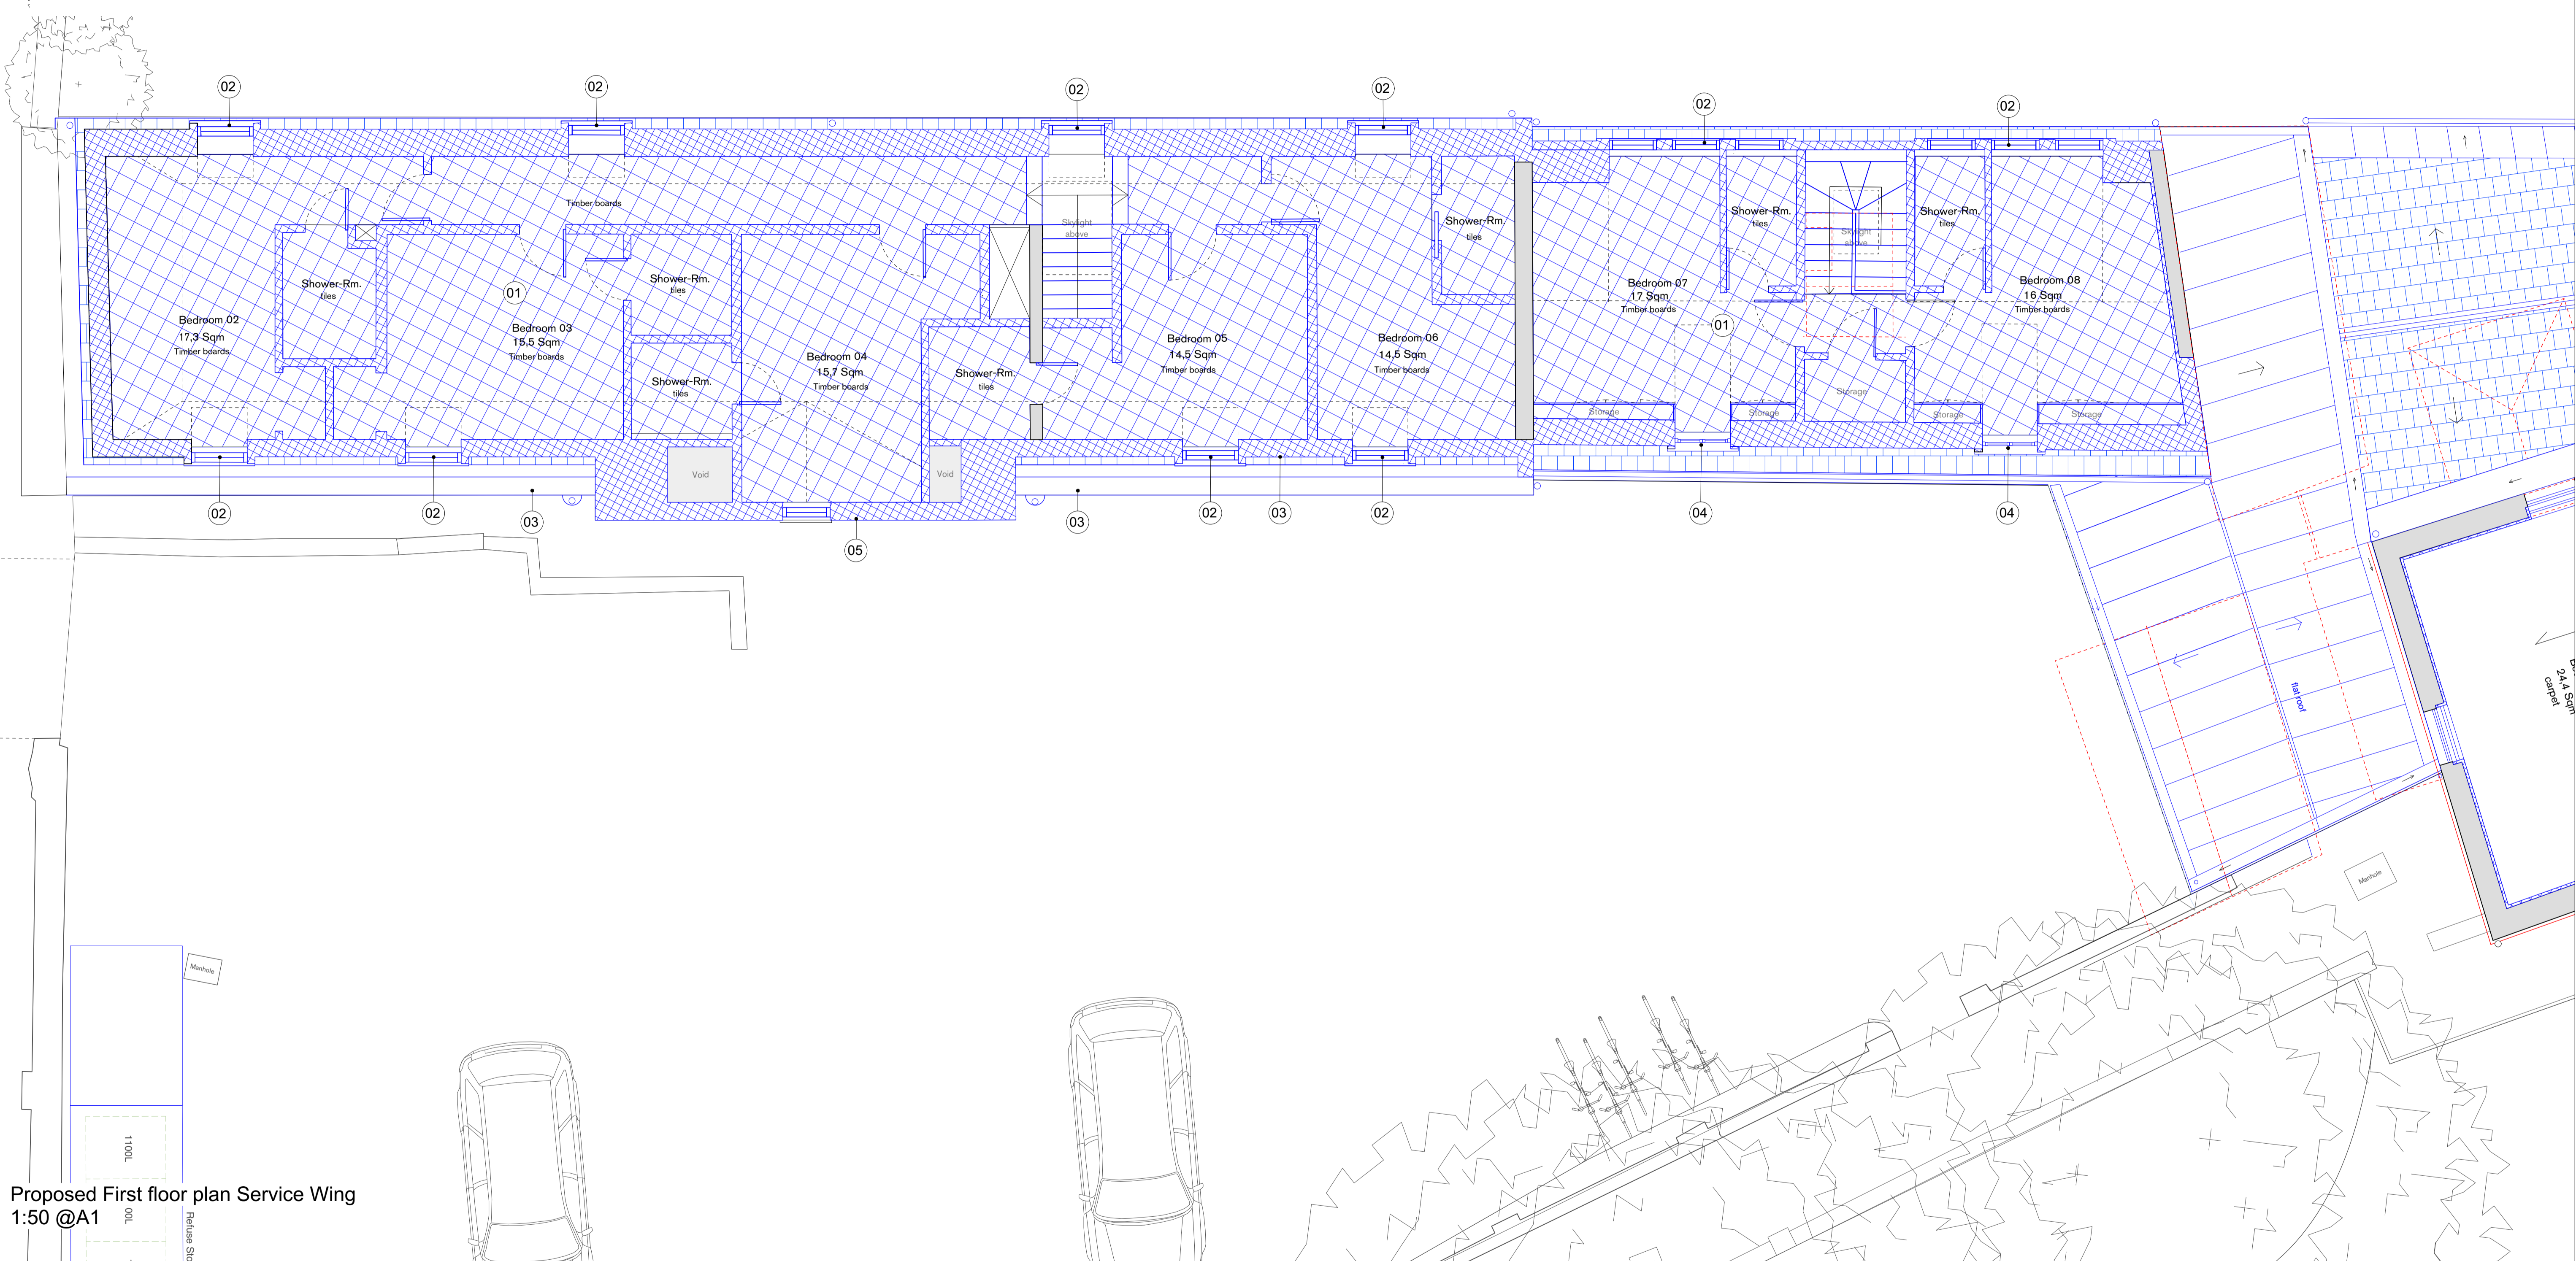 02
02
02
02
02
02
Timber boards
Skylight
above
Shower-Rm.
tiles
Shower-Rm.
tiles
Shower-Rm.
tiles
Skylight
above
Shower-Rm.
tiles
01
Shower-Rm.
tiles
Bedroom 02
17,3 Sqm
Timber boards
Bedroom 03
15,5 Sqm
Timber boards
Shower-Rm.
tiles
Bedroom 04
15,7 Sqm
Timber boards
Shower-Rm.
tiles
Bedroom 05
14,5 Sqm
Timber boards
Bedroom 06
14,5 Sqm
Timber boards
Bedroom 07
17 Sqm
Timber boards
01
Bedroom 08
16 Sqm
Timber boards
Storage
Storage
Storage
Storage
Storage
Void
Void
02
02
03
05
03
02
03
02
04
04
flat roof
24,4 Sqm
carpet
Manhole
Manhole
1100L
00L
Refuse Sto
Proposed First floor plan Service Wing
1:50 @A1